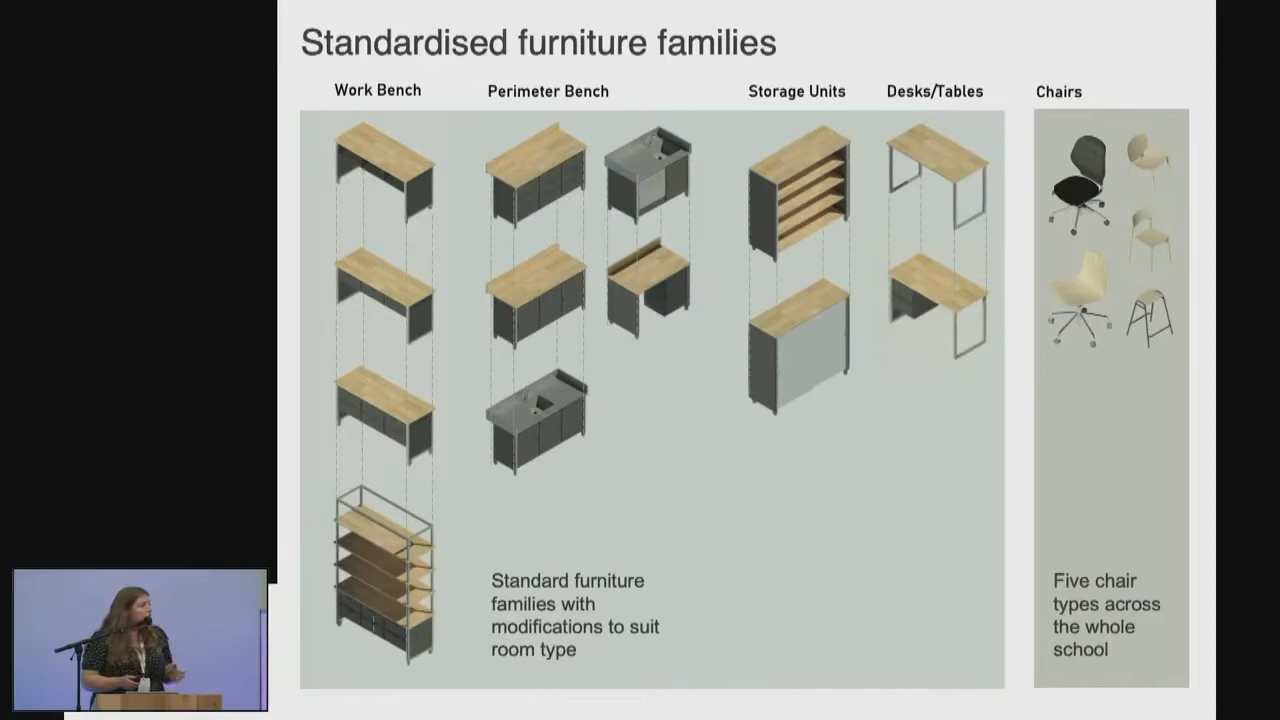 Standardised furniture families
Work Bench
Perimeter Bench
Storage Units
Desks/Tables
Chairs
Standard furniture
families with
modifications to suit
room type
Five chair
types across
the whole
school